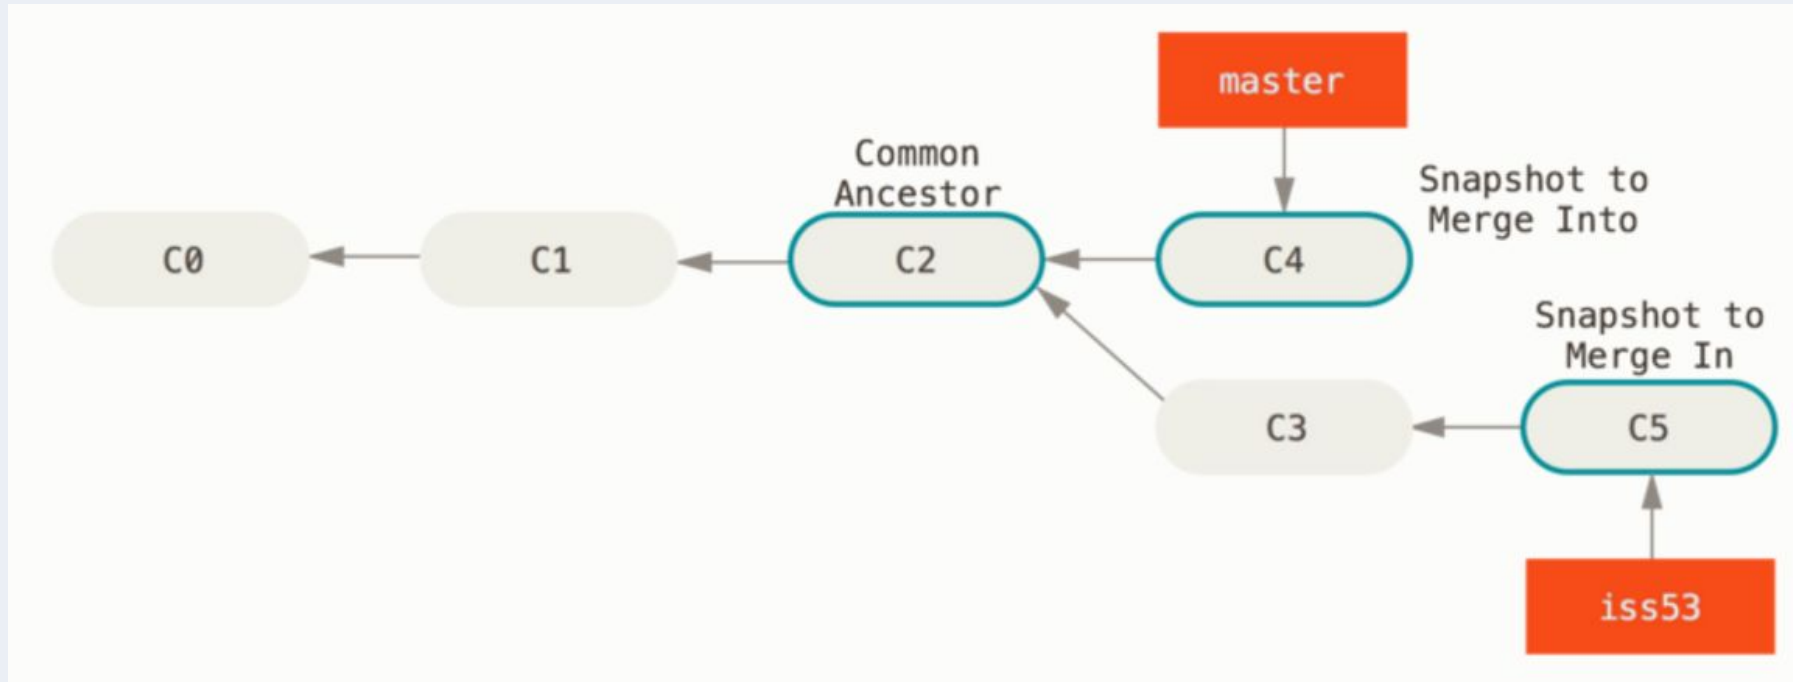 master
Common
Ancestor
Snapshot to
Merge Into
C0
C1
C2
C4
Snapshot to
Merge In
C3
C5
iss53